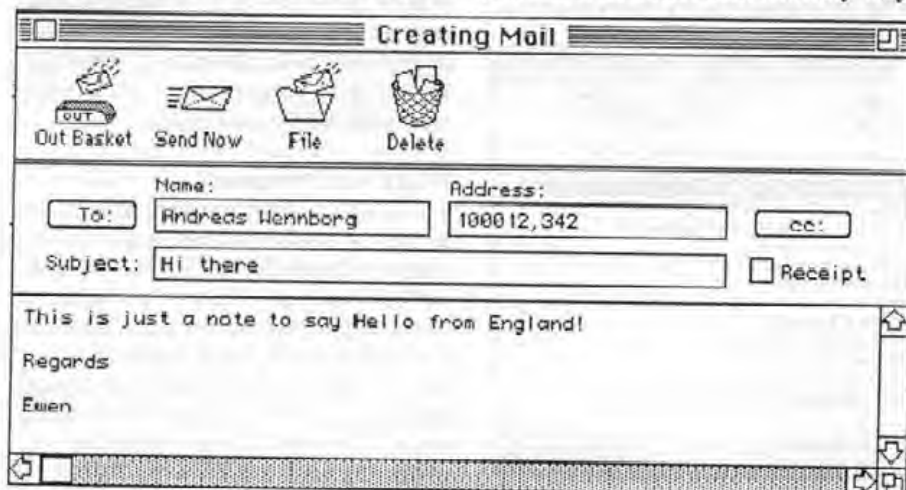 Creating Mail
OUT
Out Basket Send Now File Delete
Name: Address:
To: Andreas Wennborg 100012,342 cc:
Subject: Hi there Receipt
This is just a note to say Hello from England!
Regards
Ewen